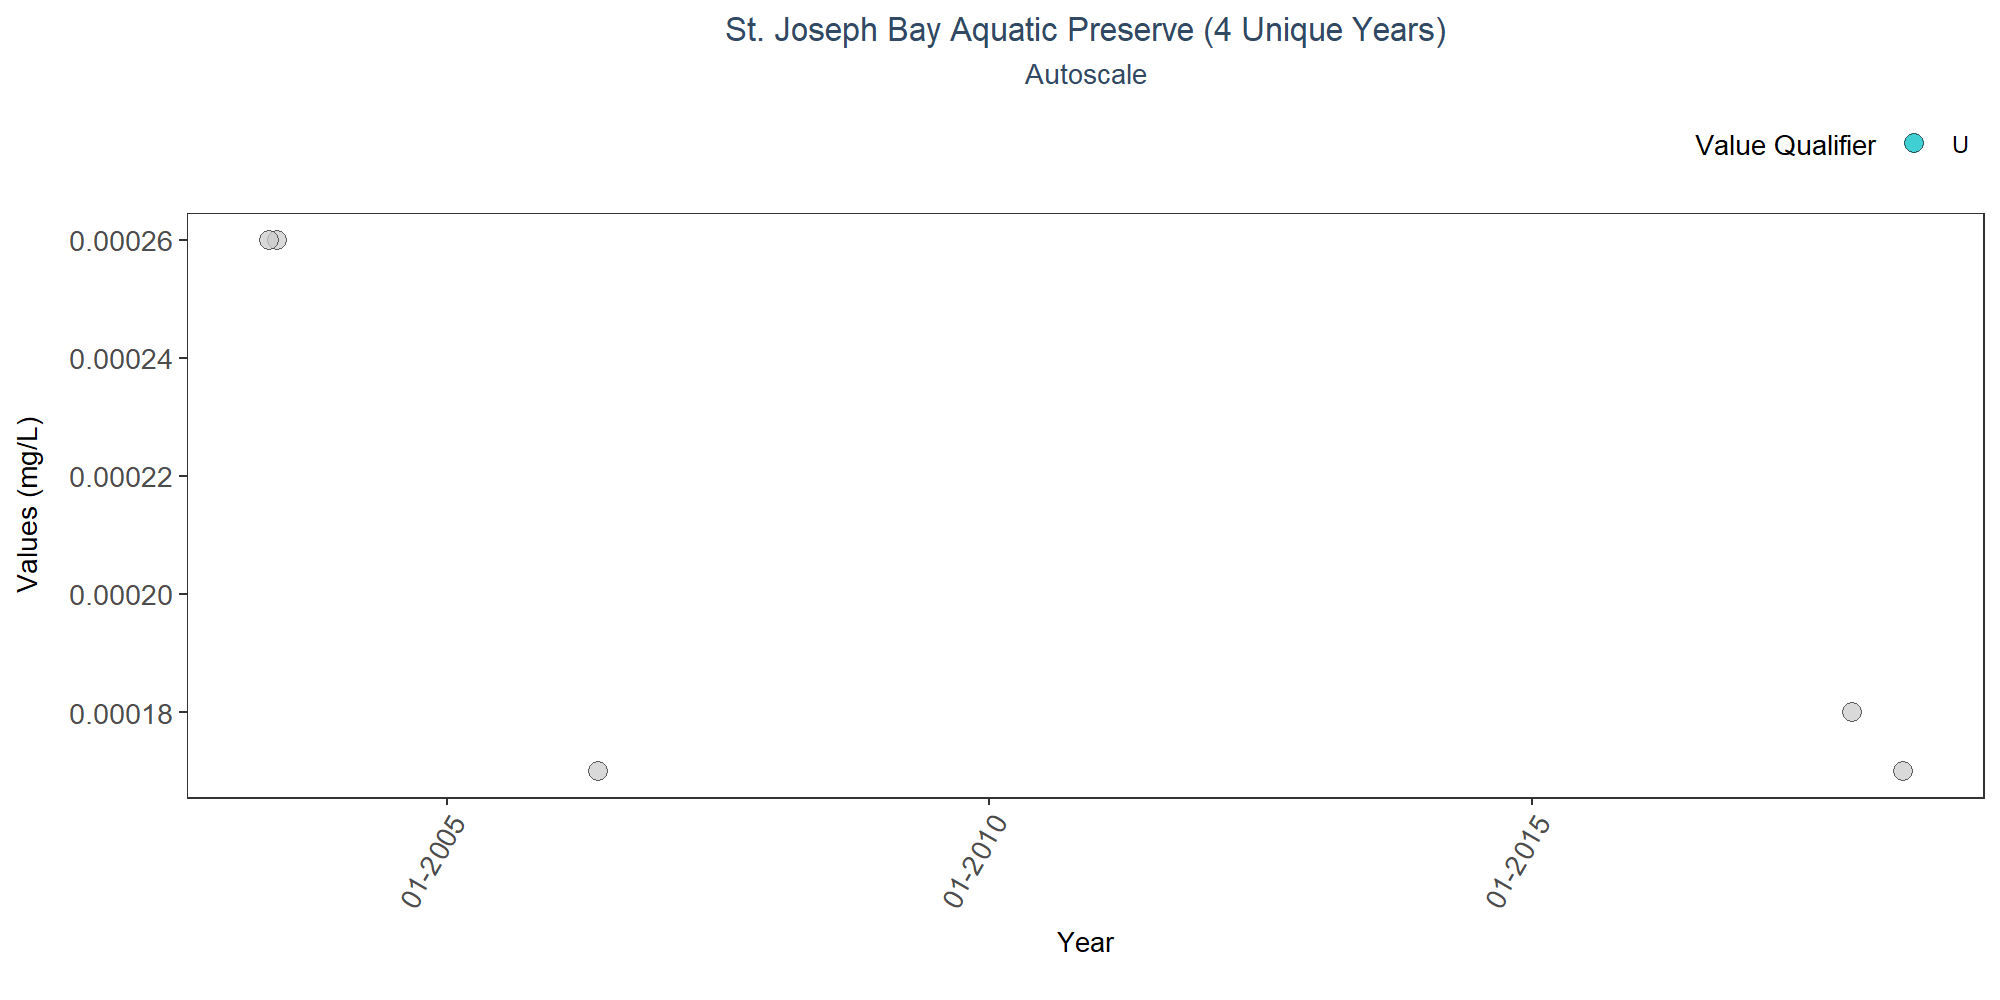 St. Joseph Bay Aquatic Preserve (4 Unique Years)
Autoscale
Value Qualifier U
0.00026
0.00024
0.00022
0.00020
0.00018
Values (mg/L)
01-2005
01-2010
01-2015
Year